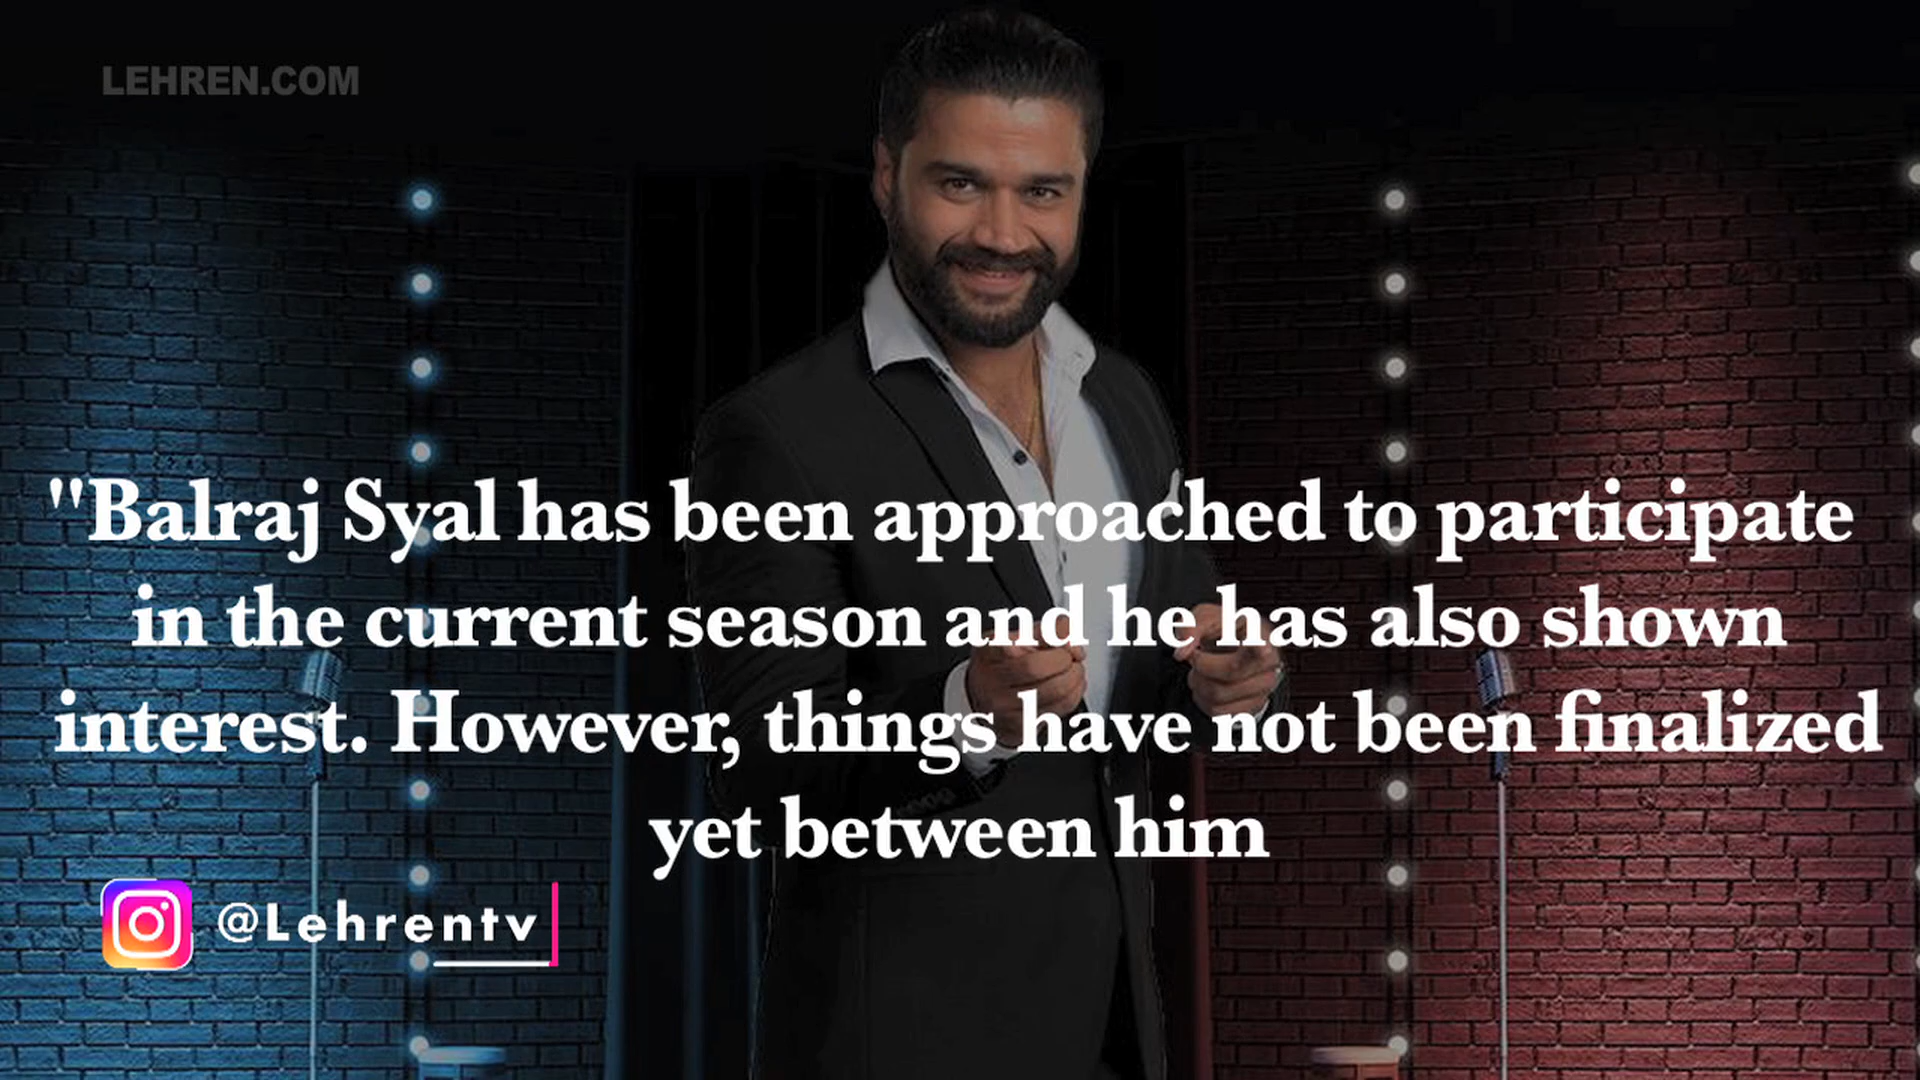 LEHREN.COM
"Balraj Syal has been approached to participate
in the current season and he has also shown
interest. However, things have not been finalized
yet between him
@Lehrentv